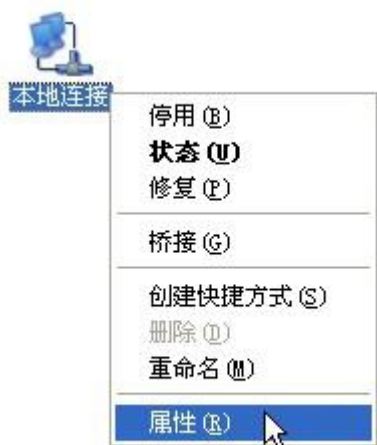 本地连接
停用(B)
状态(U)
修复(P)
桥接(G)
创建快捷方式(S)
删除(D)
重命名(M)
属性(R)